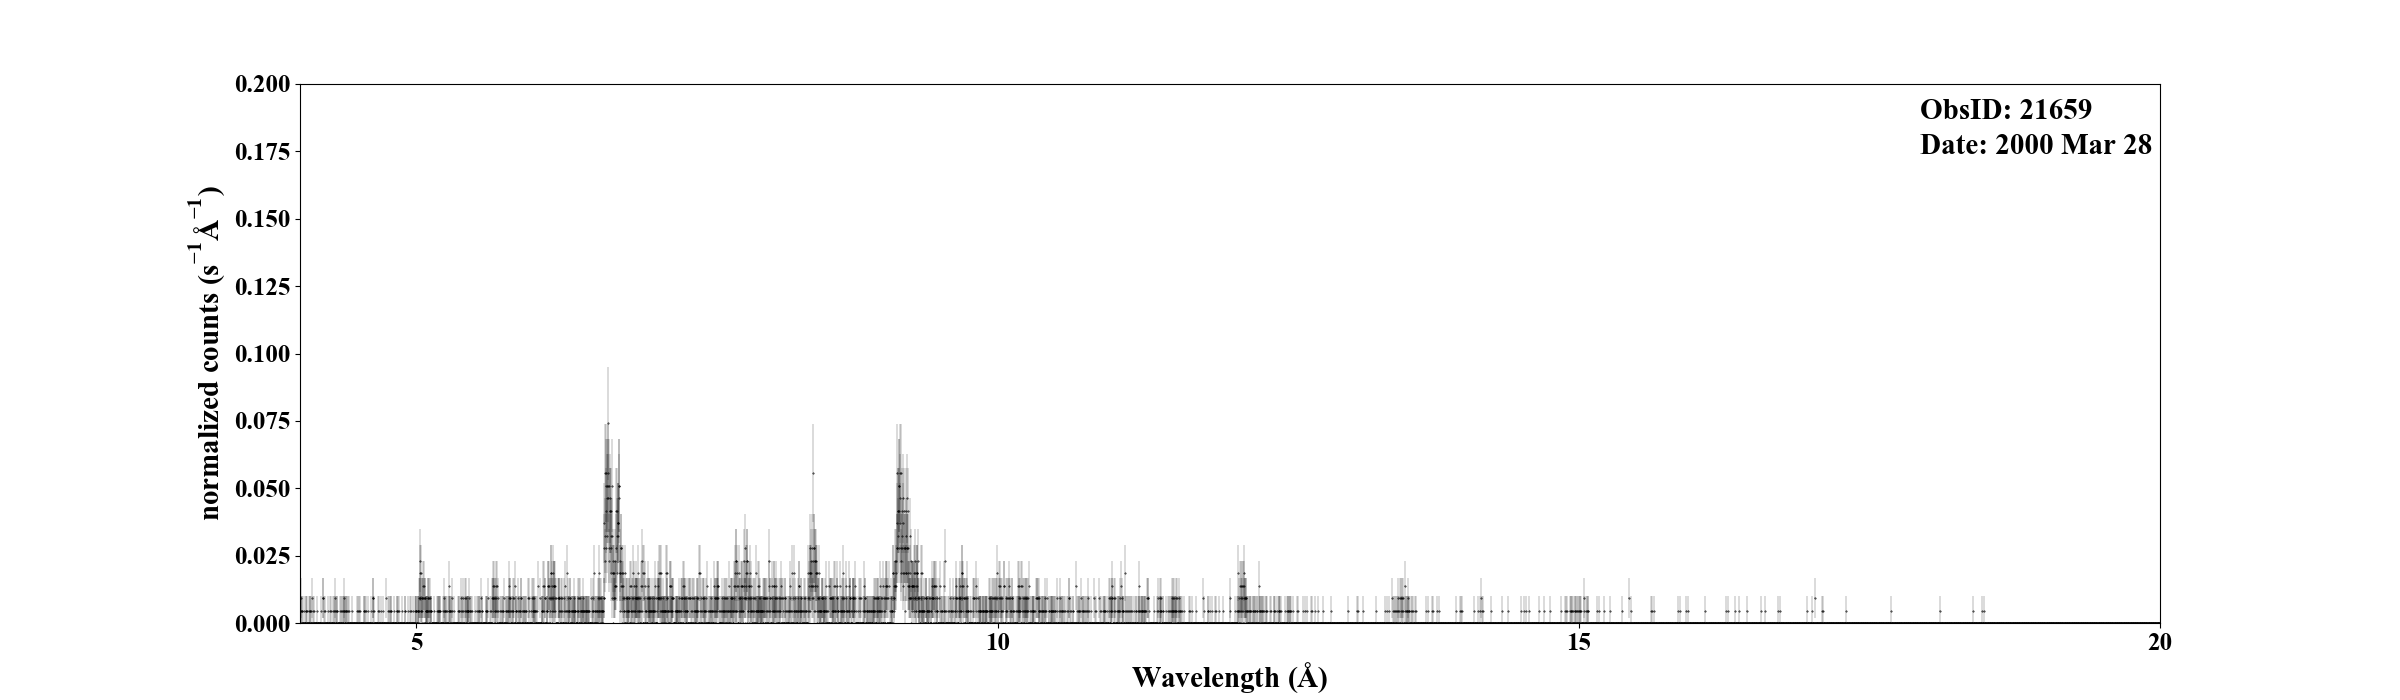 ObsID: 21659
Date: 2000 Mar 28
normalized counts (s⁻¹ Å⁻¹)
0.200
0.175
0.150
0.125
0.100
0.075
0.050
0.025
0.000
5 10 15 20
Wavelength (Å)